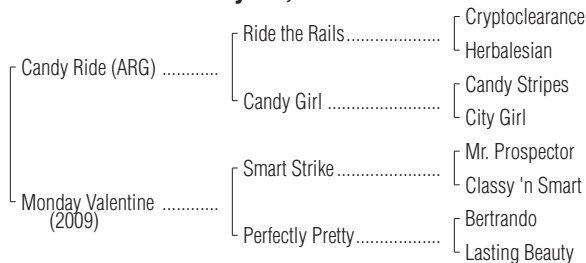 Ride the Rails
Cryptoclearance
Herbalesian
Candy Ride (ARG)
Candy Girl
Candy Stripes
City Girl
Smart Strike
Mr. Prospector
Classy 'n Smart
Monday Valentine
(2009)
Perfectly Pretty
Bertrando
Lasting Beauty